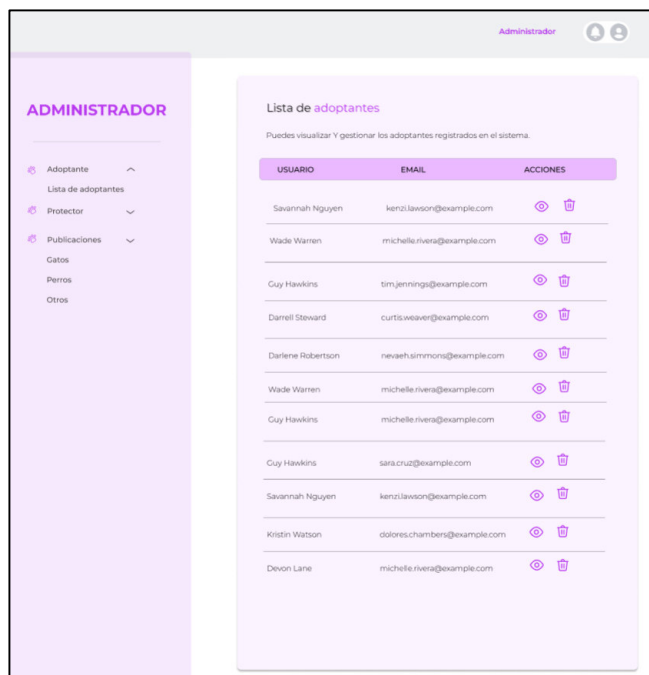 Administrador
ADMINISTRADOR
Adoptante
Lista de adoptantes
Protector
Publicaciones
Gatos
Perros
Otros
Lista de adoptantes
Puedes visualizar Y gestionar los adoptantes registrados en el sistema.
USUARIO EMAIL ACCIONES
Savannah Nguyen kenzi.lawson@example.com
Wade Warren michelle.rivera@example.com
Guy Hawkins tim.jennings@example.com
Darrell Steward curtis.weaver@example.com
Darlene Robertson nevaeh.simmons@example.com
Wade Warren michelle.rivera@example.com
Guy Hawkins michelle.rivera@example.com
Guy Hawkins sara.cruz@example.com
Savannah Nguyen kenzi.lawson@example.com
Kristin Watson dolores.chambers@example.com
Devon Lane michelle.rivera@example.com